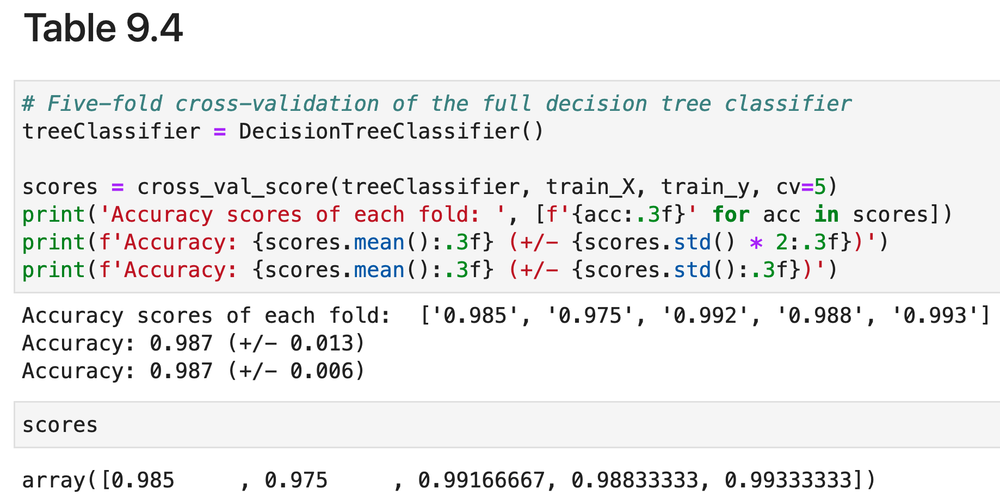 Table 9.4
# Five-fold cross-validation of the full decision tree classifier
treeClassifier = DecisionTreeClassifier()
scores = cross_val_score(treeClassifier, train_X, train_y, cv=5)
print('Accuracy scores of each fold: ', [f'{acc:.3f}' for acc in scores])
print(f'Accuracy: {scores.mean():.3f} (+/- {scores.std() * 2:.3f})')
print(f'Accuracy: {scores.mean():.3f} (+/- {scores.std():.3f})')
Accuracy scores of each fold:  ['0.985', '0.975', '0.992', '0.988', '0.993']
Accuracy: 0.987 (+/- 0.013)
Accuracy: 0.987 (+/- 0.006)
scores
array([0.985     , 0.975     , 0.99166667, 0.98833333, 0.99333333])